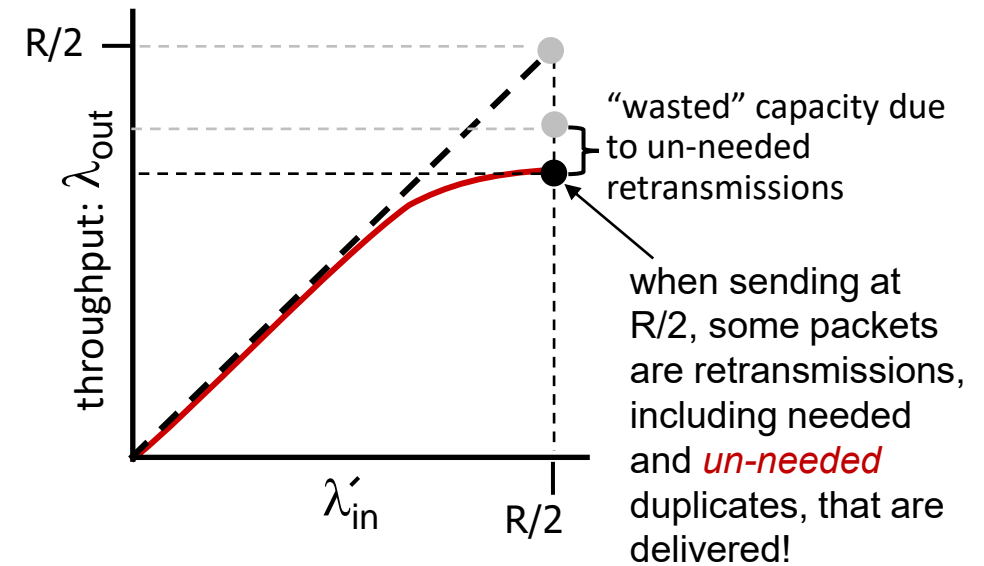 R/2
throughput: λout
“wasted” capacity due
to un-needed
retransmissions
when sending at
R/2, some packets
are retransmissions,
including needed
and un-needed
duplicates, that are
delivered!
λ′in
R/2